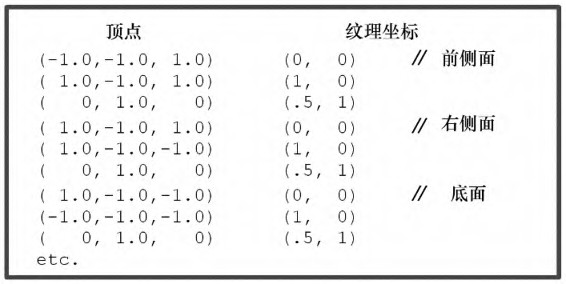 顶点 纹理坐标
(-1.0,-1.0, 1.0) (0, 0) // 前侧面
( 1.0,-1.0, 1.0) (1, 0)
( 0, 1.0, 0) (.5, 1)
( 1.0,-1.0, 1.0) (0, 0) // 右侧面
( 1.0,-1.0,-1.0) (1, 0)
( 0, 1.0, 0) (.5, 1)
( 1.0,-1.0,-1.0) (0, 0) // 底面
(-1.0,-1.0,-1.0) (1, 0)
( 0, 1.0, 0) (.5, 1)
etc.